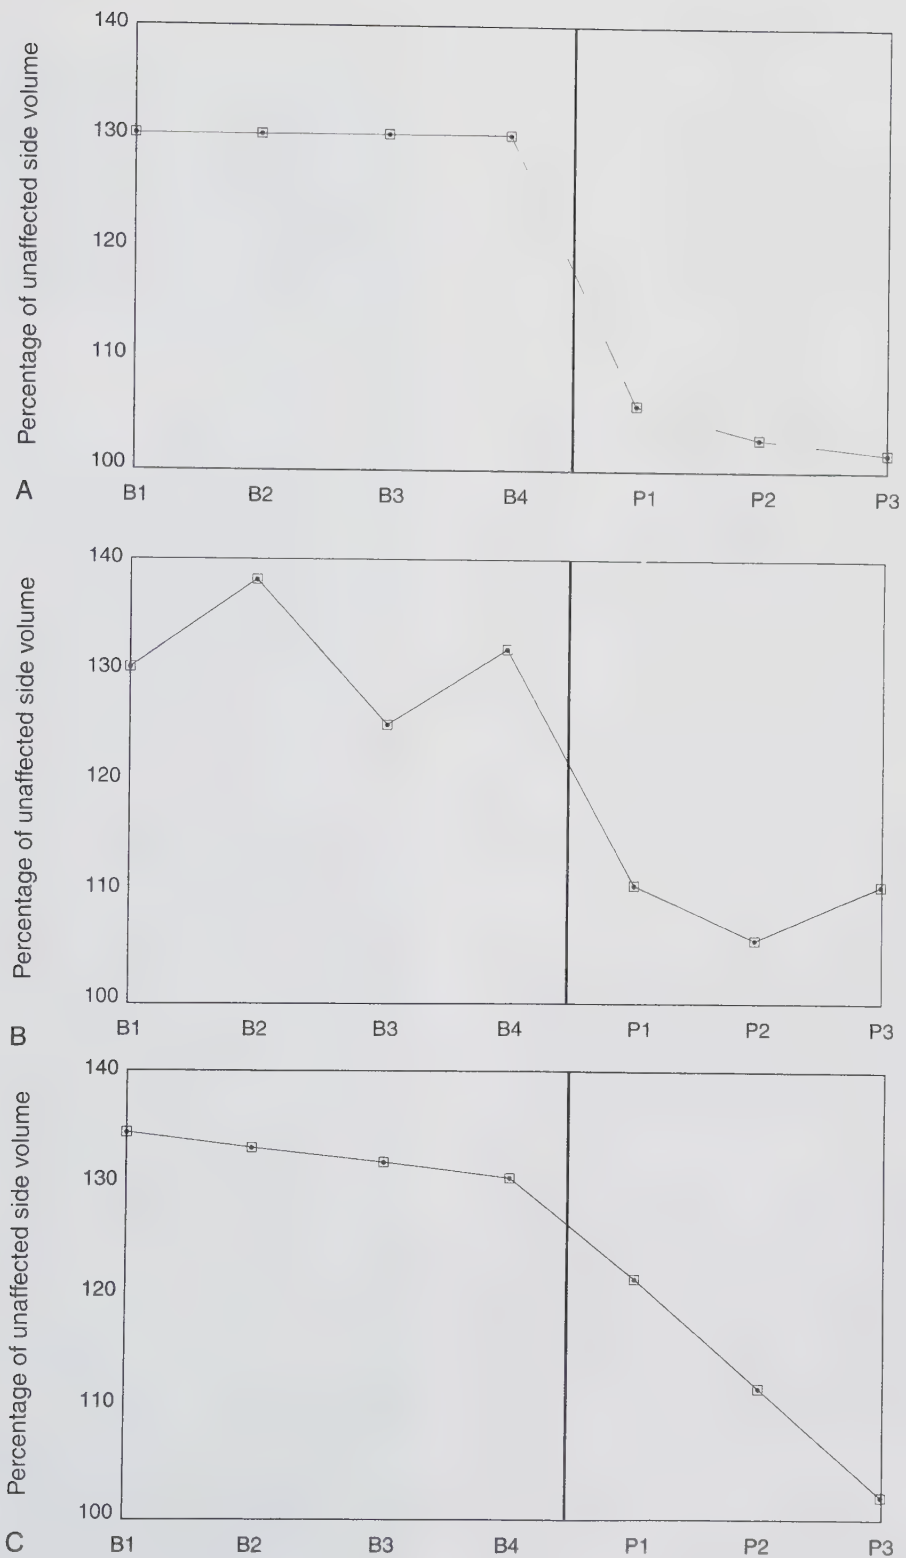 Percentage of unaffected side volume
140
130
120
110
100
A
B1 B2 B3 B4 P1 P2 P3
Percentage of unaffected side volume
140
130
120
110
100
B
B1 B2 B3 B4 P1 P2 P3
Percentage of unaffected side volume
140
130
120
110
100
C
B1 B2 B3 B4 P1 P2 P3